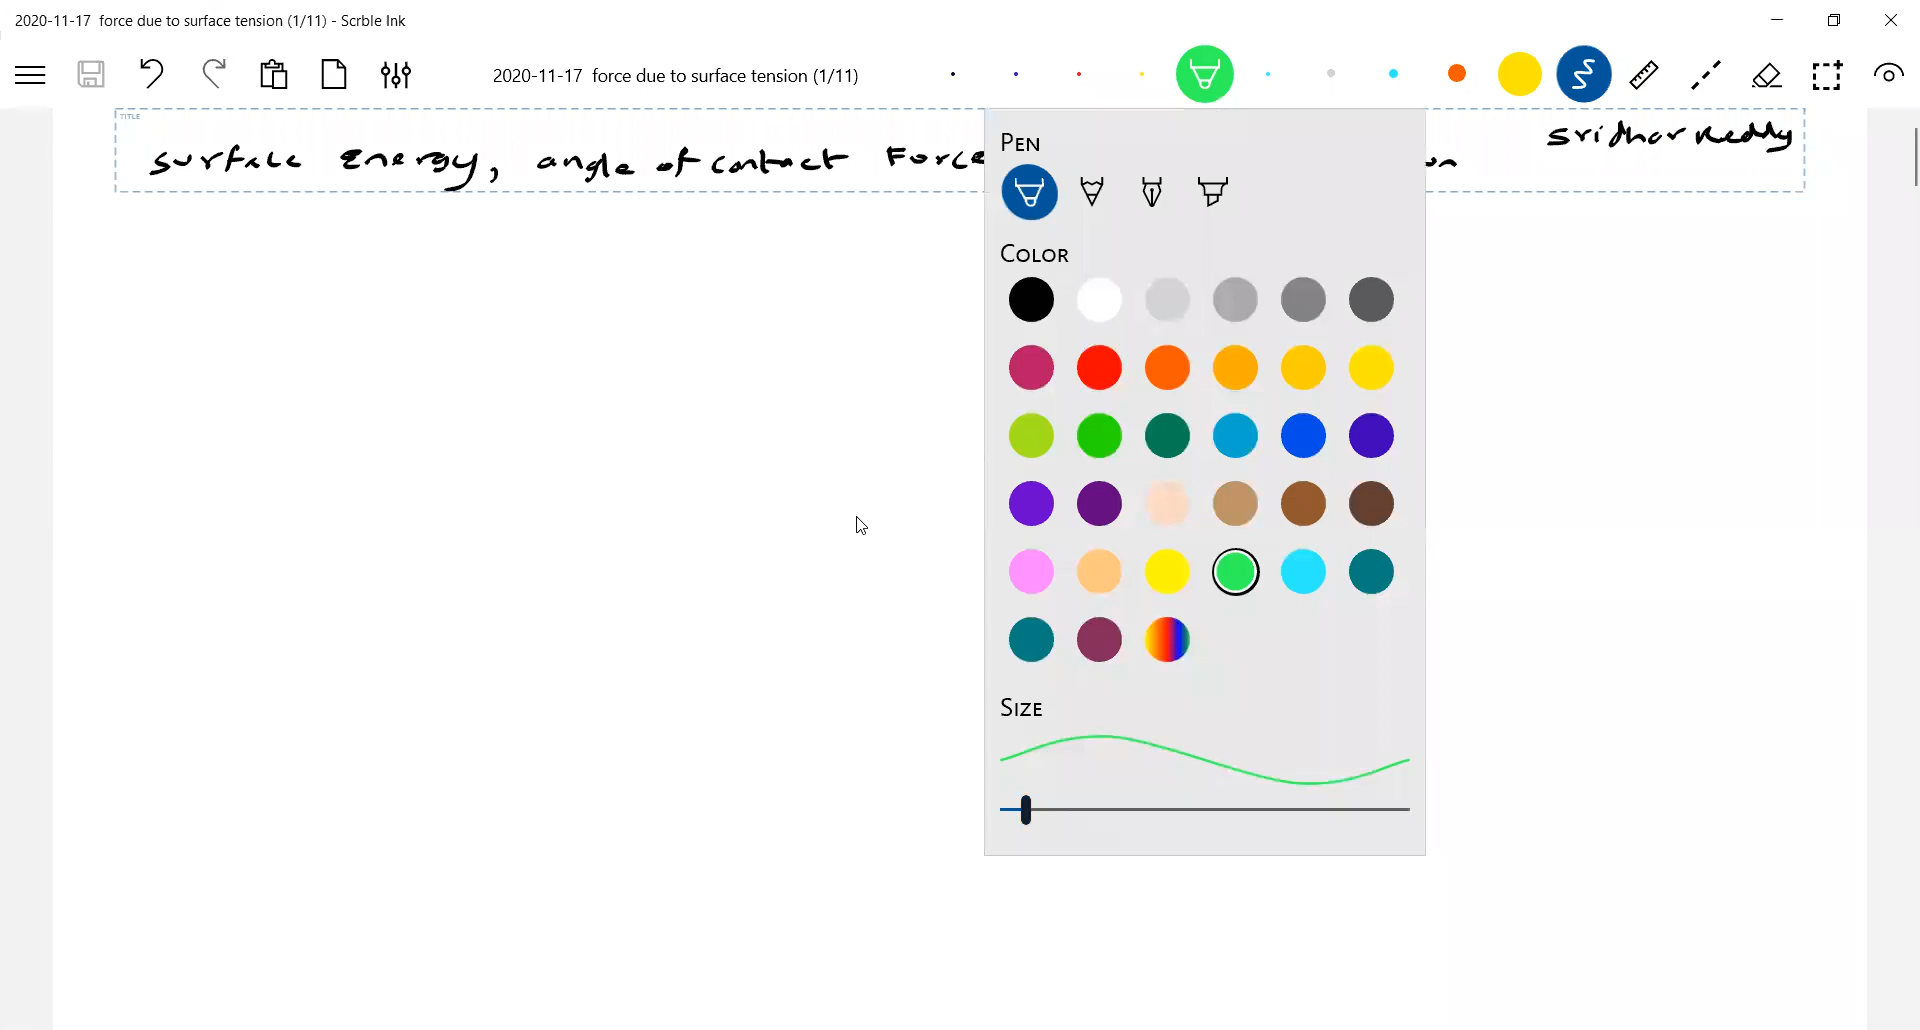 2020-11-17 force due to surface tension (1/11) - Scrble Ink
2020-11-17 force due to surface tension (1/11)
TITLE
surface Energy, angle of contact Force
Sridhar Reddy
PEN
COLOR
SIZE